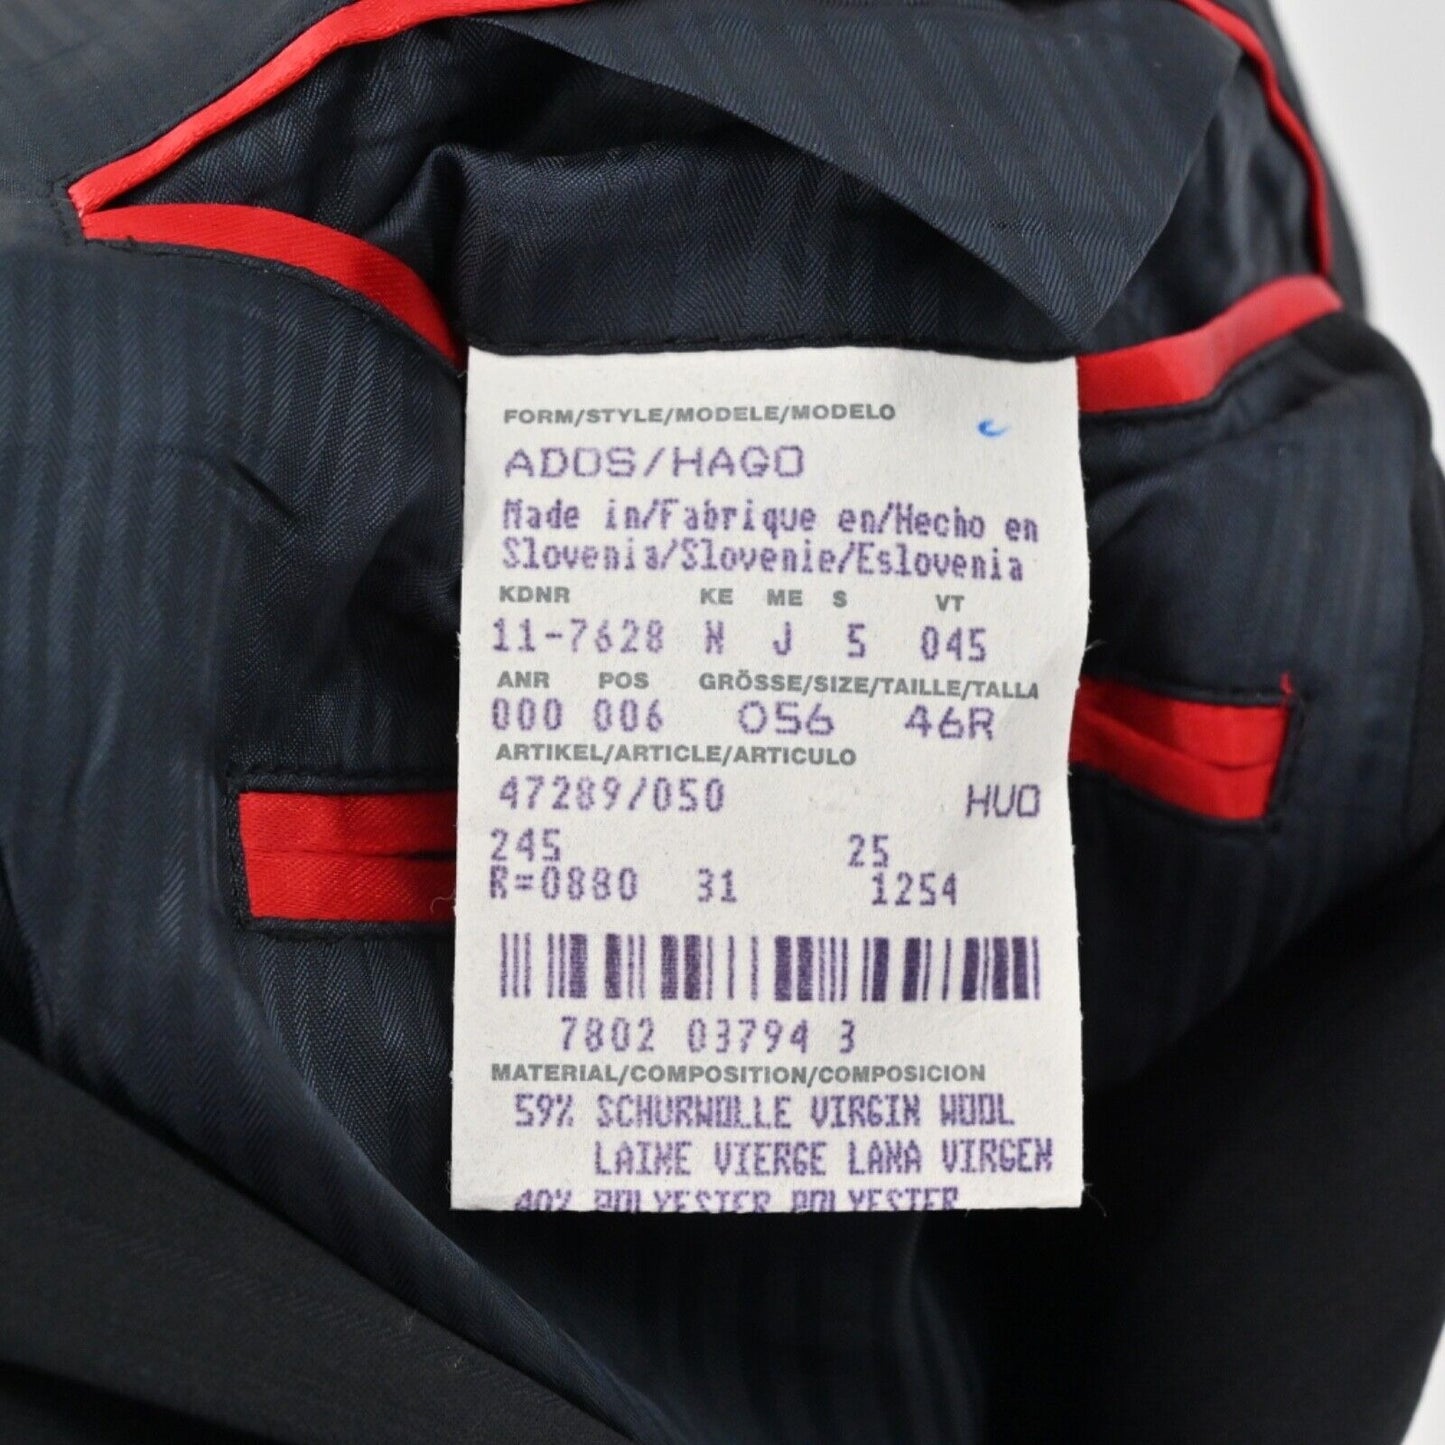 FORM/STYLE/MODELE/MODELO
ADOS/HAGO
Made in/Fabrique en/Hecho en
Slovenia/Slovenie/Eslovenia
KDNR KE ME S VT
11-7628 N J 5 045
ANR POS GRÖSSE/SIZE/TAILLE/TALLA
000 006 056 46R
ARTIKEL/ARTICLE/ARTICULO
47289/050 HUO
245 25
R=0880 31 1254
7802 03794 3
MATERIAL/COMPOSITION/COMPOSICION
59% SCHURWOLLE VIRGIN WOOL
LAINE VIERGE LANA VIRGEN
40% POLYESTER POLYESTER